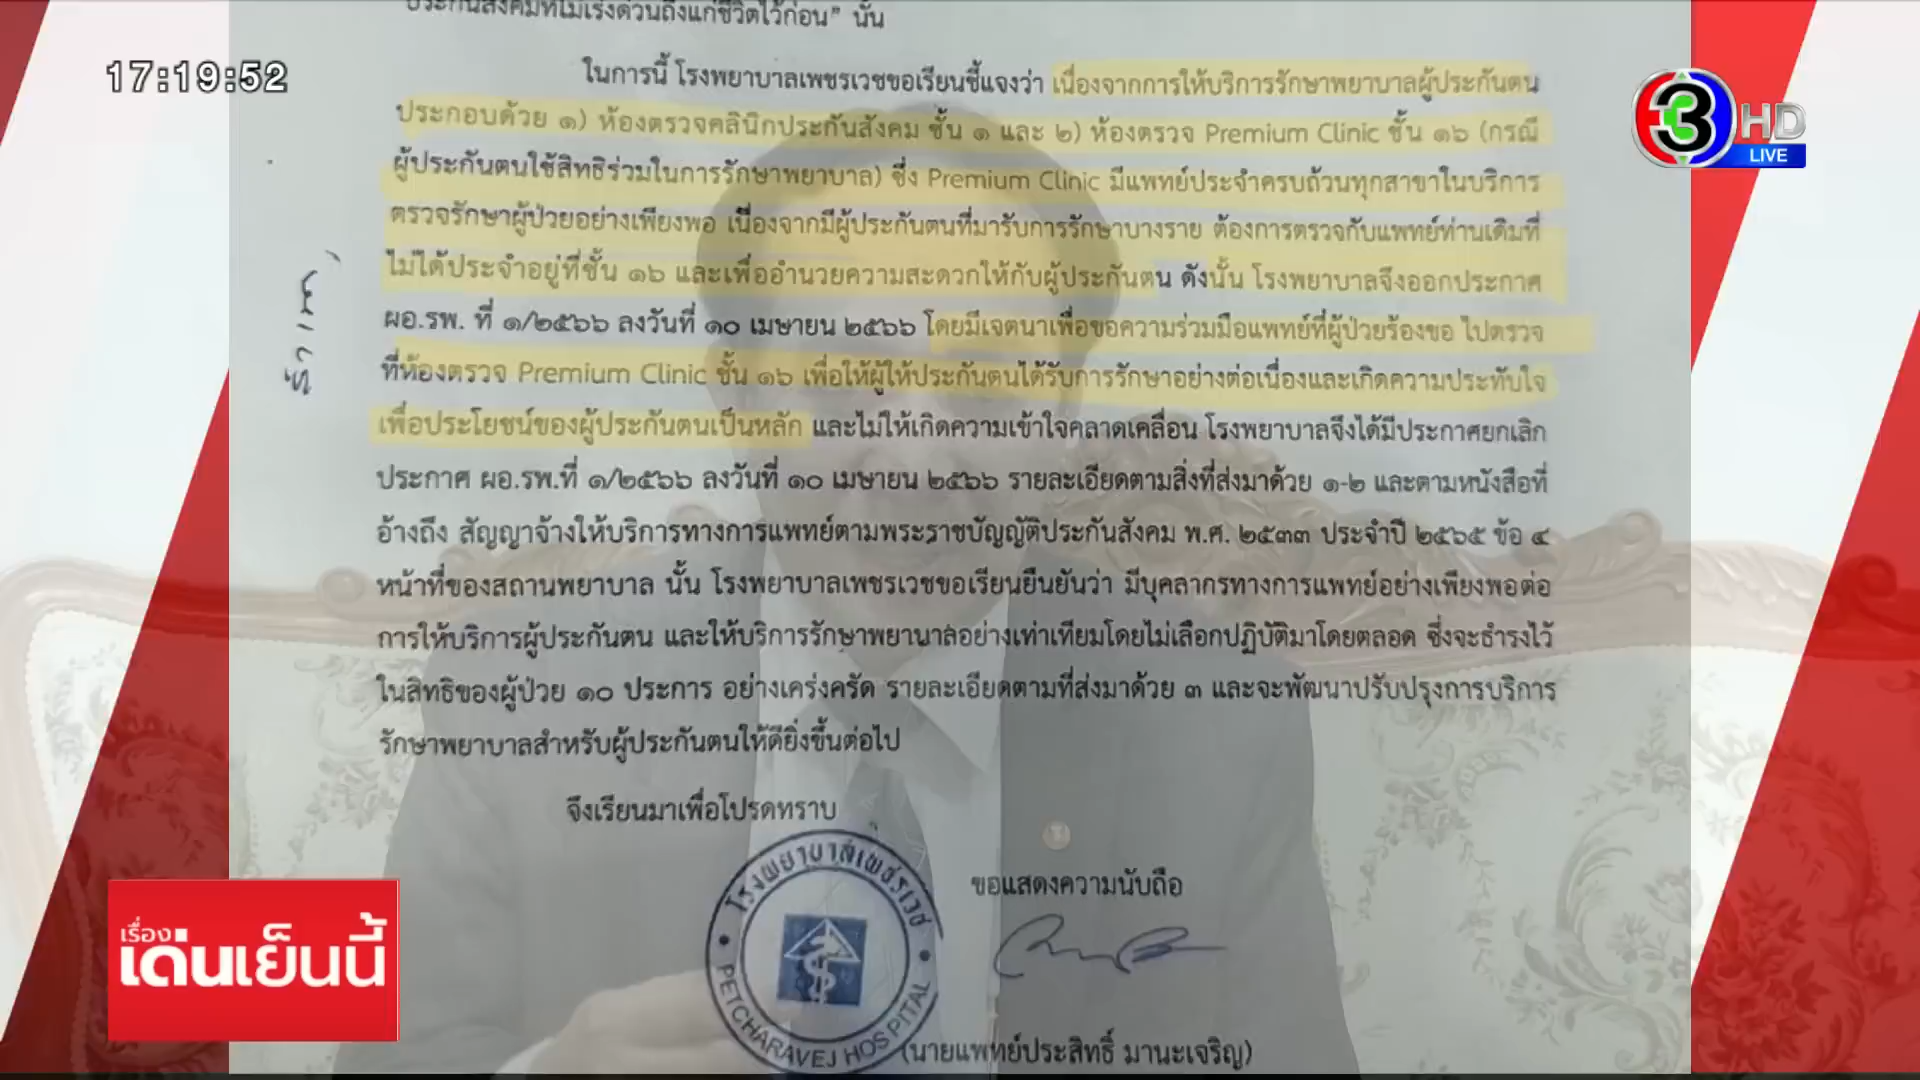 ประกันสังคมที่ไม่เร่งด่วนถึงแก่ชีวิตไว้ก่อน” นั้น
17:19:52
3 HD
LIVE
ในการนี้ โรงพยาบาลเพชรเวชขอเรียนชี้แจงว่า เนื่องจากการให้บริการรักษาพยาบาลผู้ประกันตน
ประกอบด้วย ๑) ห้องตรวจคลินิกประกันสังคม ชั้น ๑ และ ๒) ห้องตรวจ Premium Clinic ชั้น ๑๖ (กรณี
ผู้ประกันตนใช้สิทธิร่วมในการรักษาพยาบาล) ซึ่ง Premium Clinic มีแพทย์ประจำครบถ้วนทุกสาขาในบริการ
ตรวจรักษาผู้ป่วยอย่างเพียงพอ เนื่องจากมีผู้ประกันตนที่มารับการรักษาบางราย ต้องการตรวจกับแพทย์ท่านเดิมที่
ไม่ได้ประจำอยู่ที่ชั้น ๑๖ และเพื่ออำนวยความสะดวกให้กับผู้ประกันตน ดังนั้น โรงพยาบาลจึงออกประกาศ
ผอ.รพ. ที่ ๑/๒๕๖๖ ลงวันที่ ๑๐ เมษายน ๒๕๖๖ โดยมีเจตนาเพื่อขอความร่วมมือแพทย์ที่ผู้ป่วยร้องขอ ไปตรวจ
ที่ห้องตรวจ Premium Clinic ชั้น ๑๖ เพื่อให้ผู้ให้ประกันตนได้รับการรักษาอย่างต่อเนื่องและเกิดความประทับใจ
เพื่อประโยชน์ของผู้ประกันตนเป็นหลัก และไม่ให้เกิดความเข้าใจคลาดเคลื่อน โรงพยาบาลจึงได้มีประกาศยกเลิก
ประกาศ ผอ.รพ.ที่ ๑/๒๕๖๖ ลงวันที่ ๑๐ เมษายน ๒๕๖๖ รายละเอียดตามสิ่งที่ส่งมาด้วย ๑-๒ และตามหนังสือที่
อ้างถึง สัญญาจ้างให้บริการทางการแพทย์ตามพระราชบัญญัติประกันสังคม พ.ศ. ๒๕๓๓ ประจำปี ๒๕๖๕ ข้อ ๔
หน้าที่ของสถานพยาบาล นั้น โรงพยาบาลเพชรเวชขอเรียนยืนยันว่า มีบุคลากรทางการแพทย์อย่างเพียงพอต่อ
การให้บริการผู้ประกันตน และให้บริการรักษาพยาบาลอย่างเท่าเทียมโดยไม่เลือกปฏิบัติมาโดยตลอด ซึ่งจะธำรงไว้
ในสิทธิของผู้ป่วย ๑๐ ประการ อย่างเคร่งครัด รายละเอียดตามที่ส่งมาด้วย ๓ และจะพัฒนาปรับปรุงการบริการ
รักษาพยาบาลสำหรับผู้ประกันตนให้ดียิ่งขึ้นต่อไป
จึงเรียนมาเพื่อโปรดทราบ
ขอแสดงความนับถือ
โรงพยาบาลเพชรเวช
PETCHARAVEJ HOSPITAL
(นายแพทย์ประสิทธิ์ มานะเจริญ)
เรื่อง
เด่นเย็นนี้